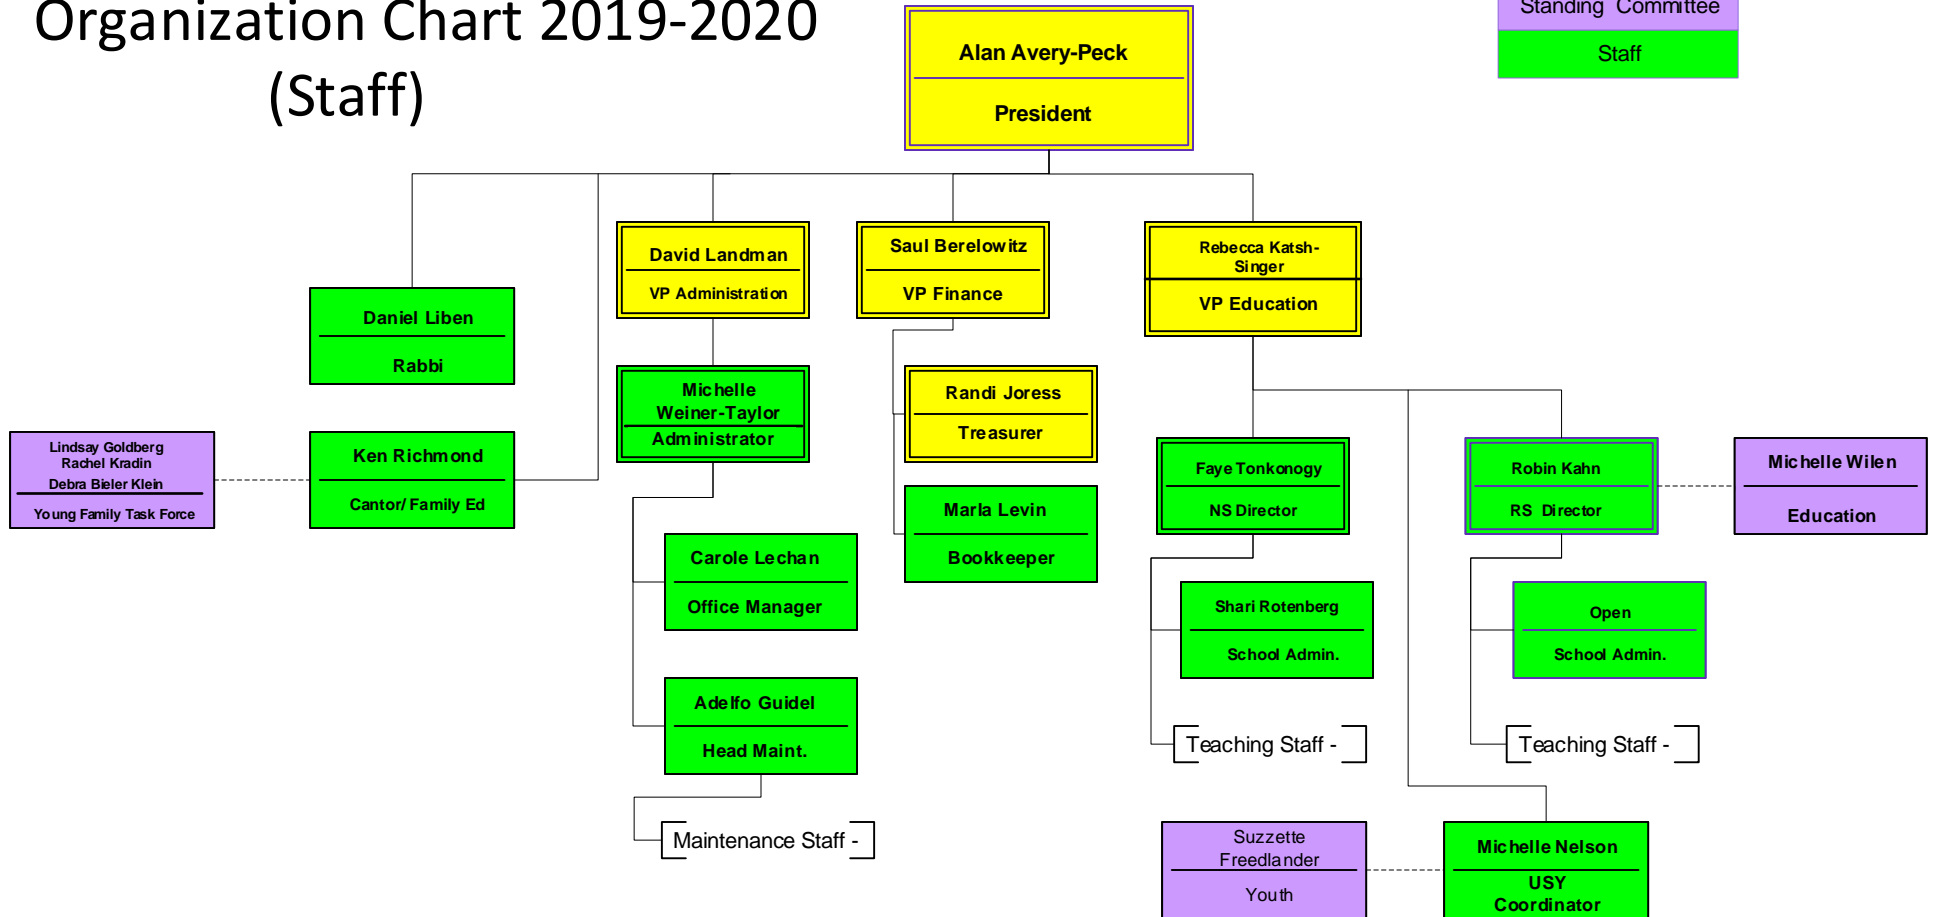 Organization Chart 2019-2020
(Staff)
Standing Committee
Staff
Alan Avery-Peck
President
David Landman
VP Administration
Saul Berelowitz
VP Finance
Rebecca Katsh-
Singer
VP Education
Daniel Liben
Rabbi
Michelle
Weiner-Taylor
Administrator
Randi Joress
Treasurer
Lindsay Goldberg
Rachel Kradin
Debra Bieler Klein
Young Family Task Force
Ken Richmond
Cantor/ Family Ed
Faye Tonkonogy
NS Director
Robin Kahn
RS Director
Michelle Wilen
Education
Marla Levin
Bookkeeper
Carole Lechan
Office Manager
Shari Rotenberg
School Admin.
Open
School Admin.
Adelfo Guidel
Head Maint.
Teaching Staff -
Teaching Staff -
Maintenance Staff -
Suzzette
Freedlander
Youth
Michelle Nelson
USY
Coordinator